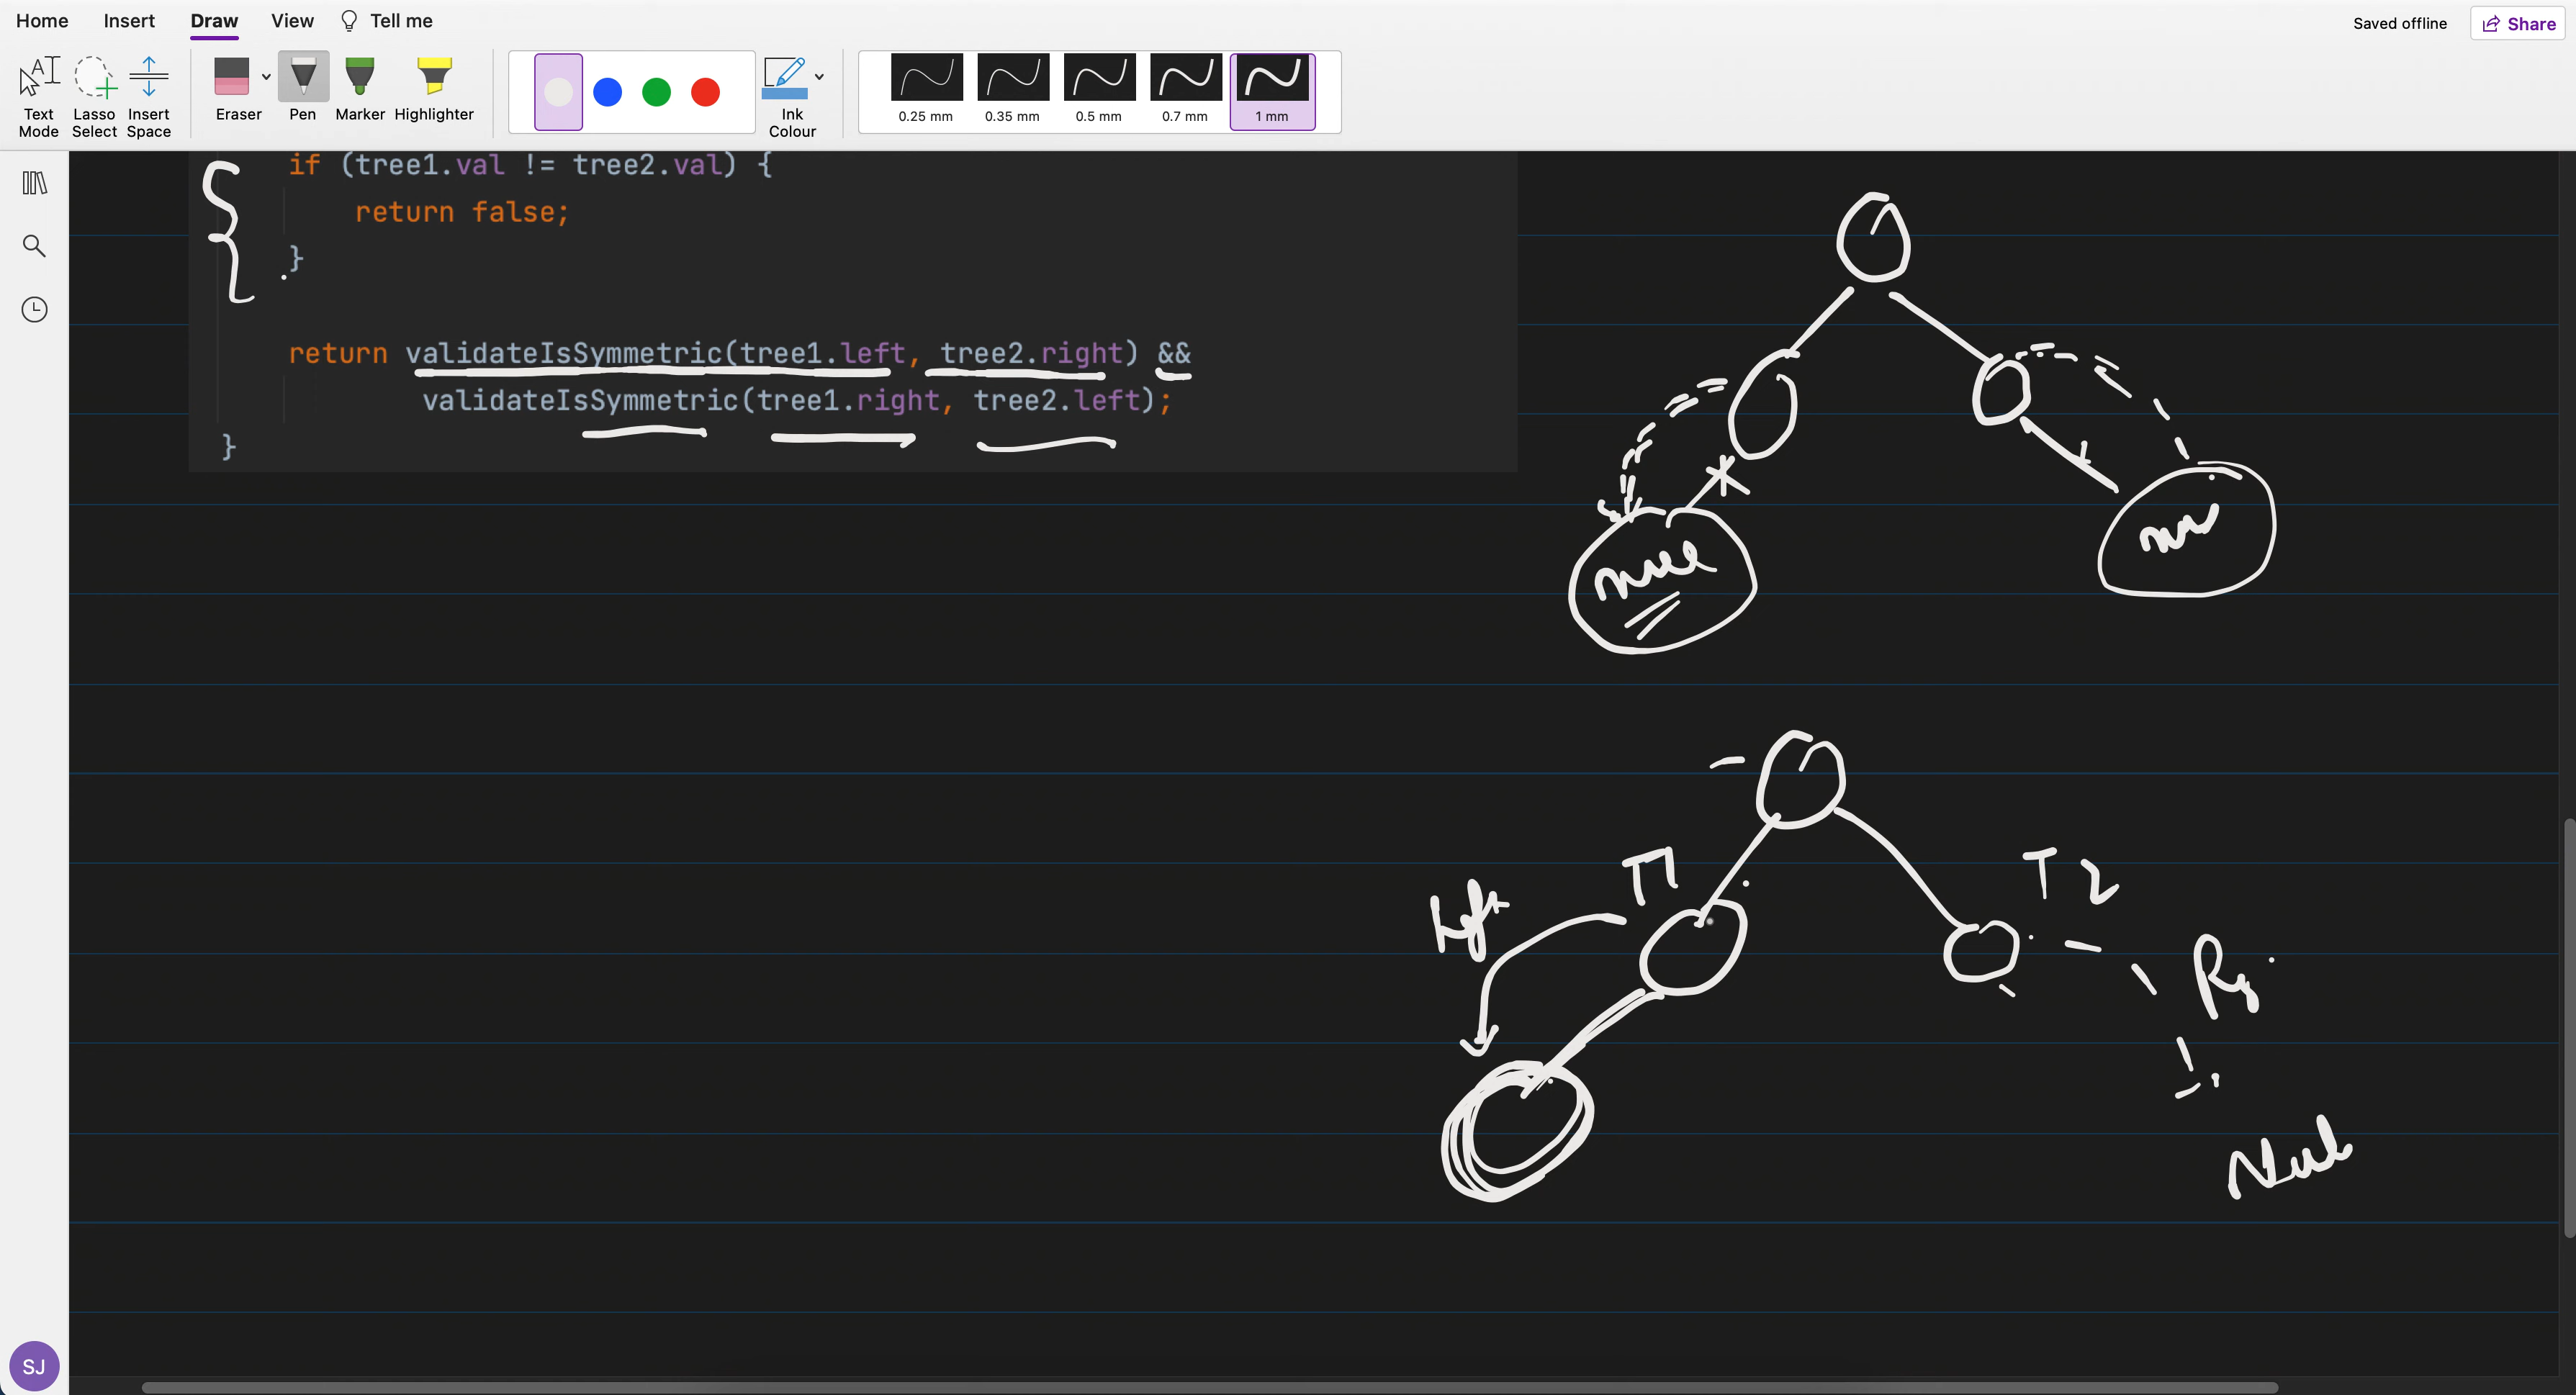 Home Insert Draw View Tell me Saved offline Share
Text Mode
Lasso Select
Insert Space
Eraser
Pen
Marker
Highlighter
Ink Colour
0.25 mm
0.35 mm
0.5 mm
0.7 mm
1 mm
if (tree1.val != tree2.val) {
return false;
}
return validateIsSymmetric(tree1.left, tree2.right) &&
validateIsSymmetric(tree1.right, tree2.left);
}
null
T1
T2
Left
Null
SJ